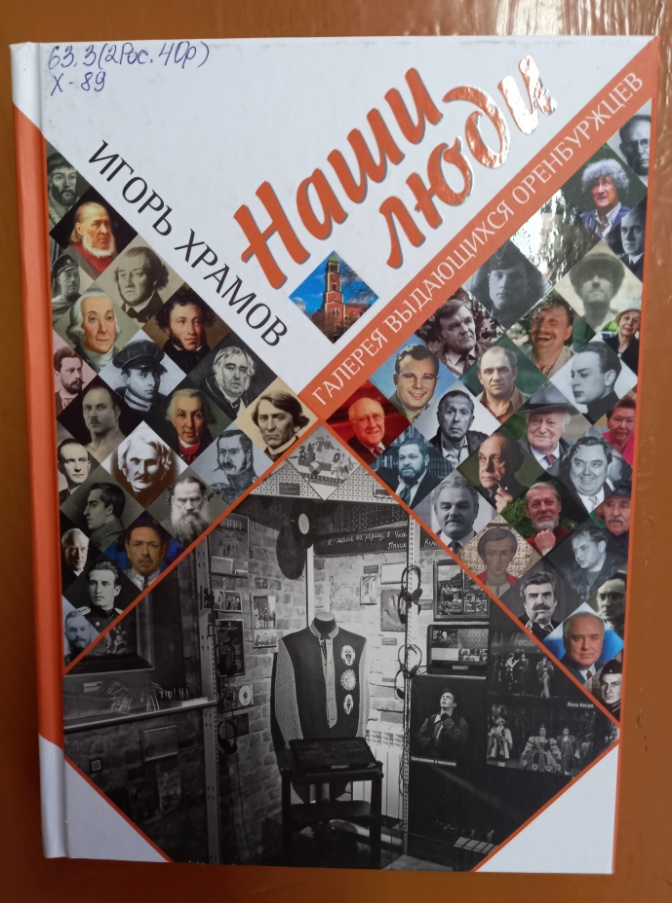 63.3(2Рос.4Ор)
Х-89
ИГОРЬ ХРАМОВ
Наши
люди
ГАЛЕРЕЯ ВЫДАЮЩИХСЯ ОРЕНБУРЖЦЕВ